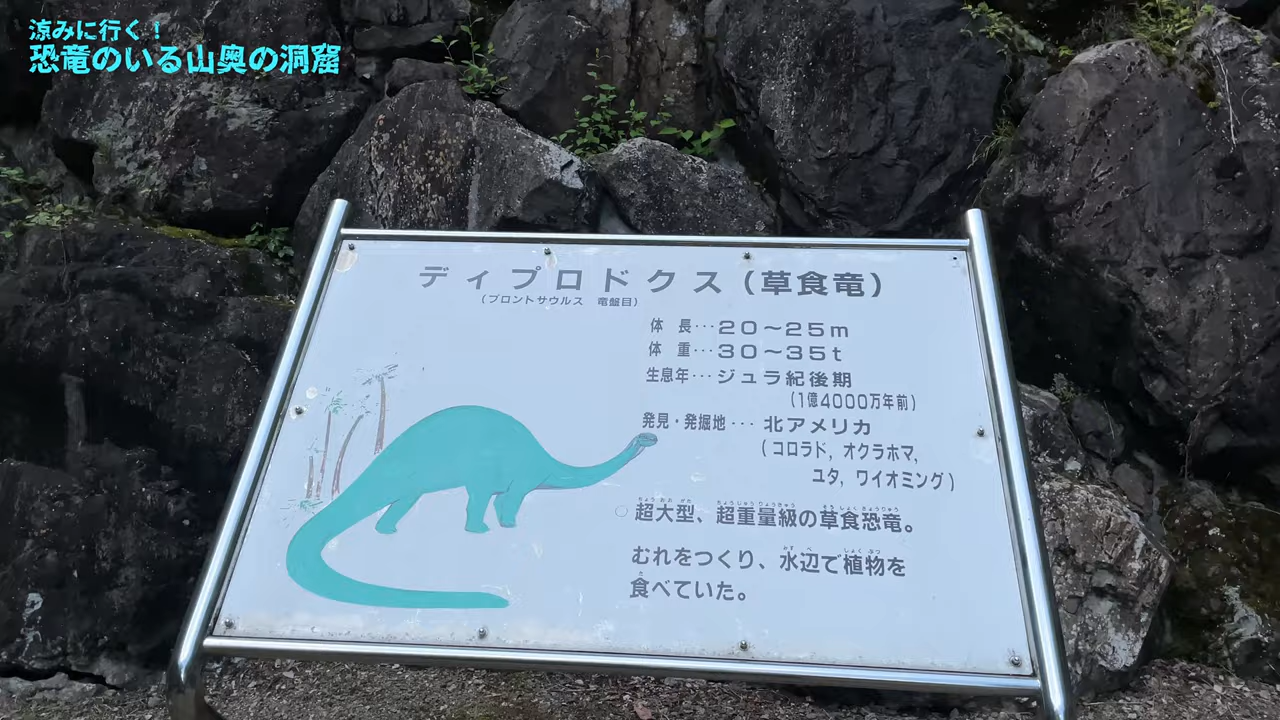 涼みに行く！
恐竜のいる山奥の洞窟
ディプロドクス（草食竜）
（ブロントサウルス　竜盤目）
体　長…20～25m
体　重…30～35t
生息年…ジュラ紀後期
（1億4000万年前）
発見・発掘地…北アメリカ
（コロラド，オクラホマ，
ユタ，ワイオミング）
○超大型、超重量級の草食恐竜。
むれをつくり、水辺で植物を
食べていた。